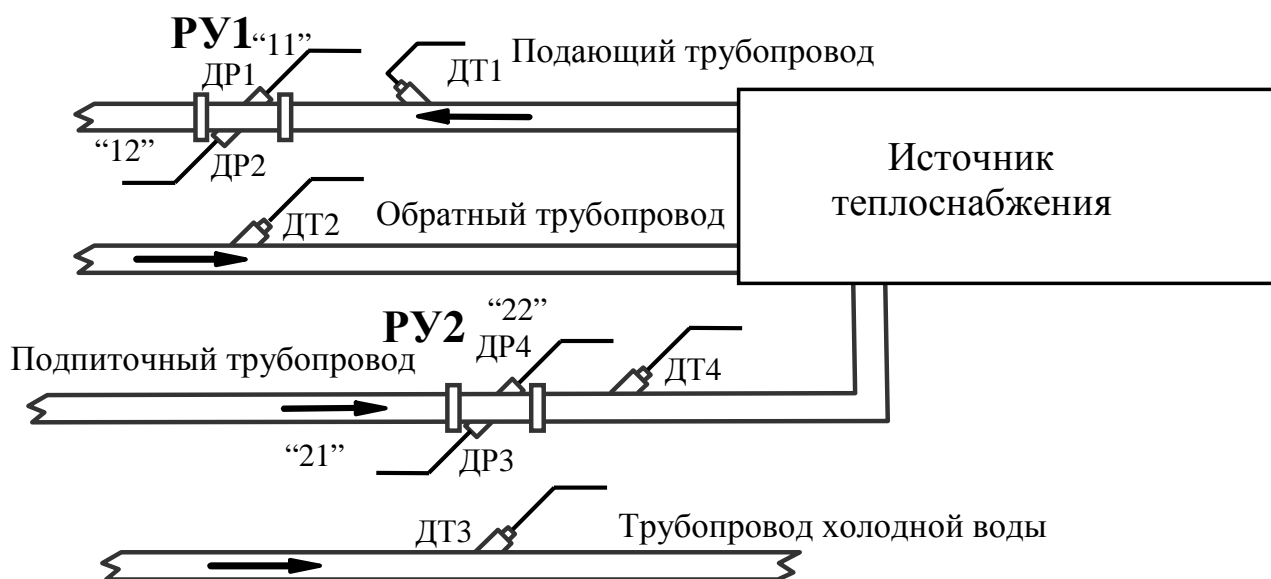 РУ1 “11”
ДР1
ДТ1
Подающий трубопровод
“12”
ДР2
Источник
теплоснабжения
ДТ2
Обратный трубопровод
“22”
РУ2
ДР4
Подпиточный трубопровод
ДТ4
“21”
ДР3
ДТ3
Трубопровод холодной воды